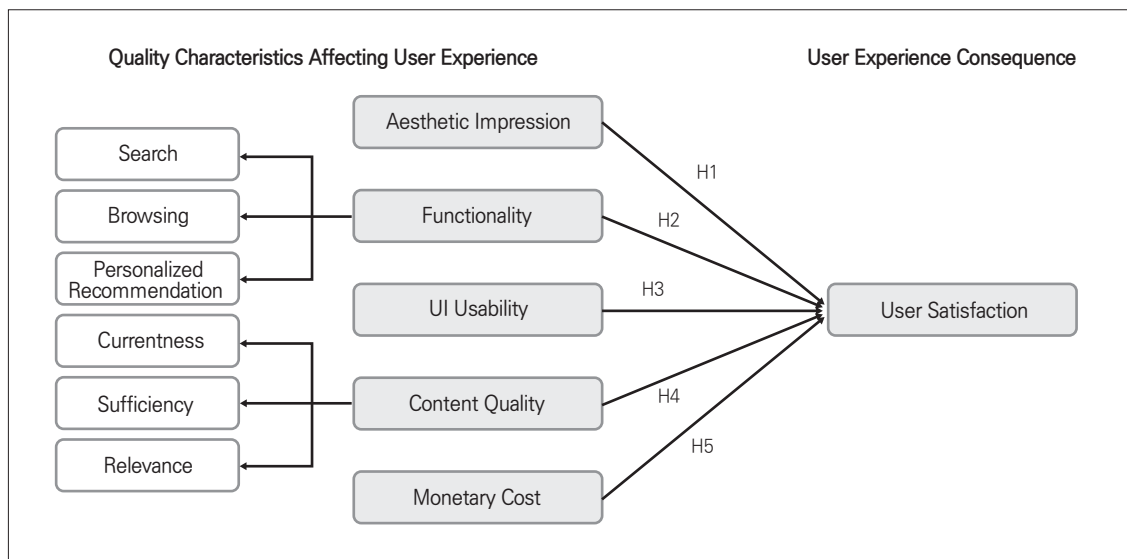 Quality Characteristics Affecting User Experience
User Experience Consequence
Aesthetic Impression
Search
H1
Browsing
Functionality
H2
Personalized
Recommendation
UI Usability
H3
User Satisfaction
Currentness
Sufficiency
Content Quality
H4
Relevance
H5
Monetary Cost